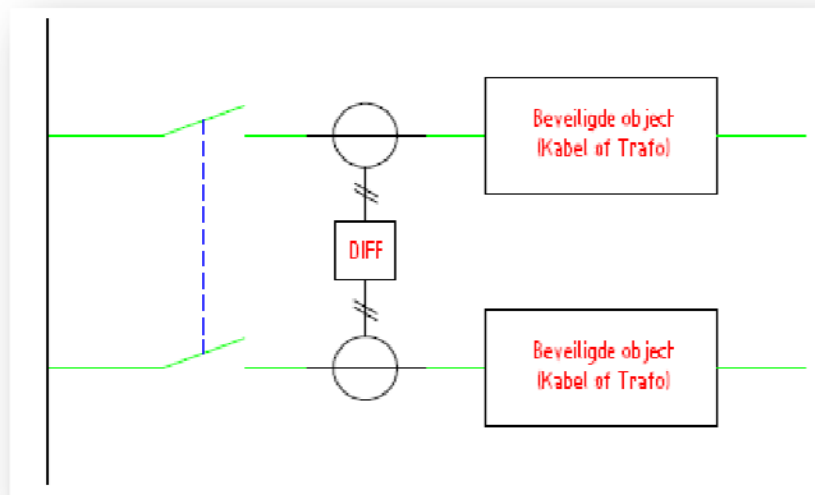 Beveiligde object
(Kabel of Trafo)
DIFF
Beveiligde object
(Kabel of Trafo)